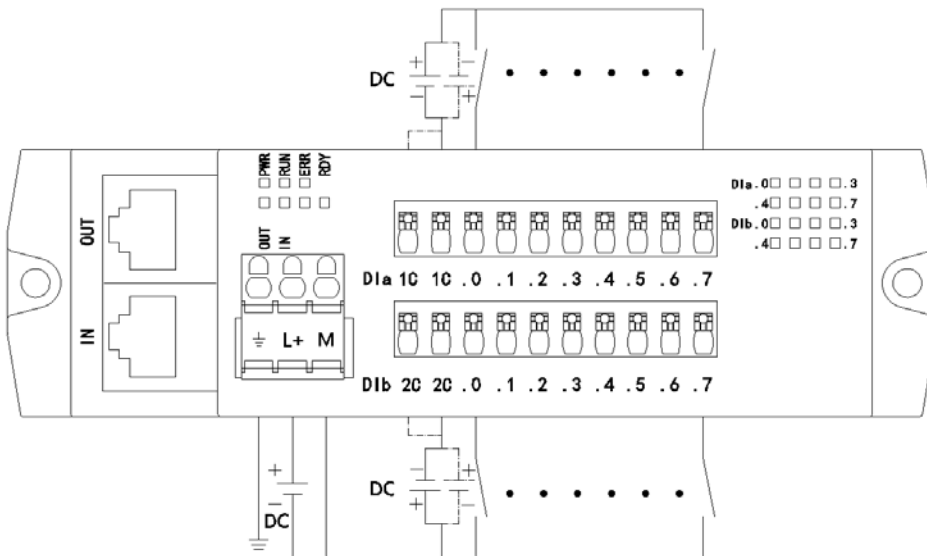 + −
DC
− +
PWR RUN ERR RDY
OUT IN
OUT
IN
DIa.0 .3
.4 .7
DIb.0 .3
.4 .7
DIa 1C 1C .0 .1 .2 .3 .4 .5 .6 .7
L+ M
DIb 2C 2C .0 .1 .2 .3 .4 .5 .6 .7
− +
DC
+ −
+
−
DC